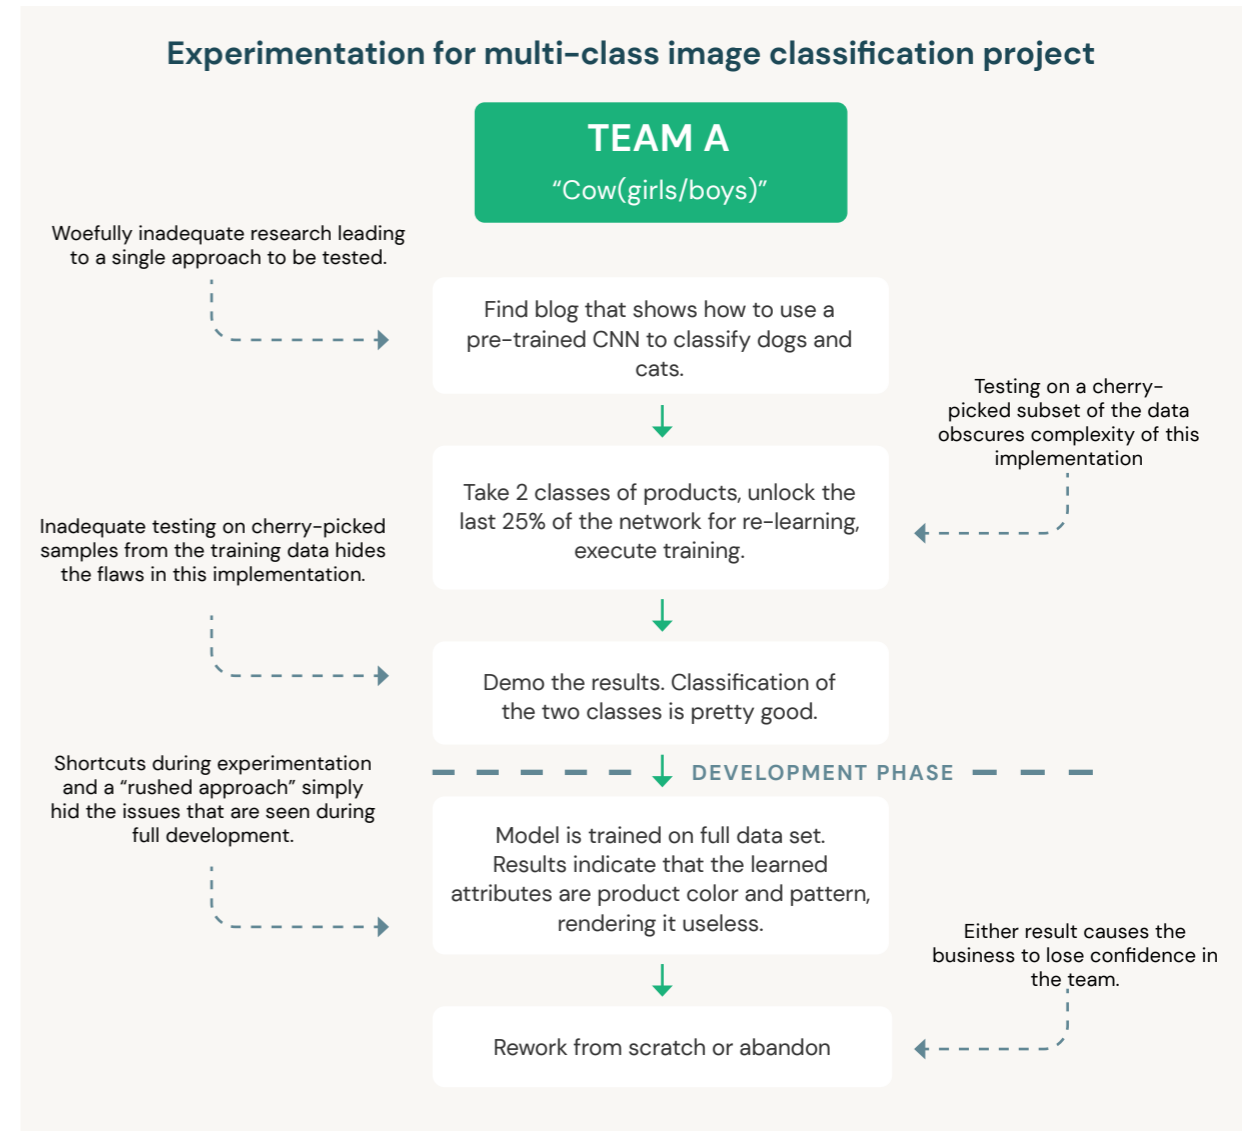 Experimentation for multi-class image classification project
TEAM A
“Cow(girls/boys)”
Woefully inadequate research leading
to a single approach to be tested.
Find blog that shows how to use a
pre-trained CNN to classify dogs and
cats.
Testing on a cherry-
picked subset of the data
obscures complexity of this
implementation
Take 2 classes of products, unlock the
last 25% of the network for re-learning,
execute training.
Inadequate testing on cherry-picked
samples from the training data hides
the flaws in this implementation.
Demo the results. Classification of
the two classes is pretty good.
DEVELOPMENT PHASE
Shortcuts during experimentation
and a “rushed approach” simply
hid the issues that are seen during
full development.
Model is trained on full data set.
Results indicate that the learned
attributes are product color and pattern,
rendering it useless.
Either result causes the
business to lose confidence in
the team.
Rework from scratch or abandon